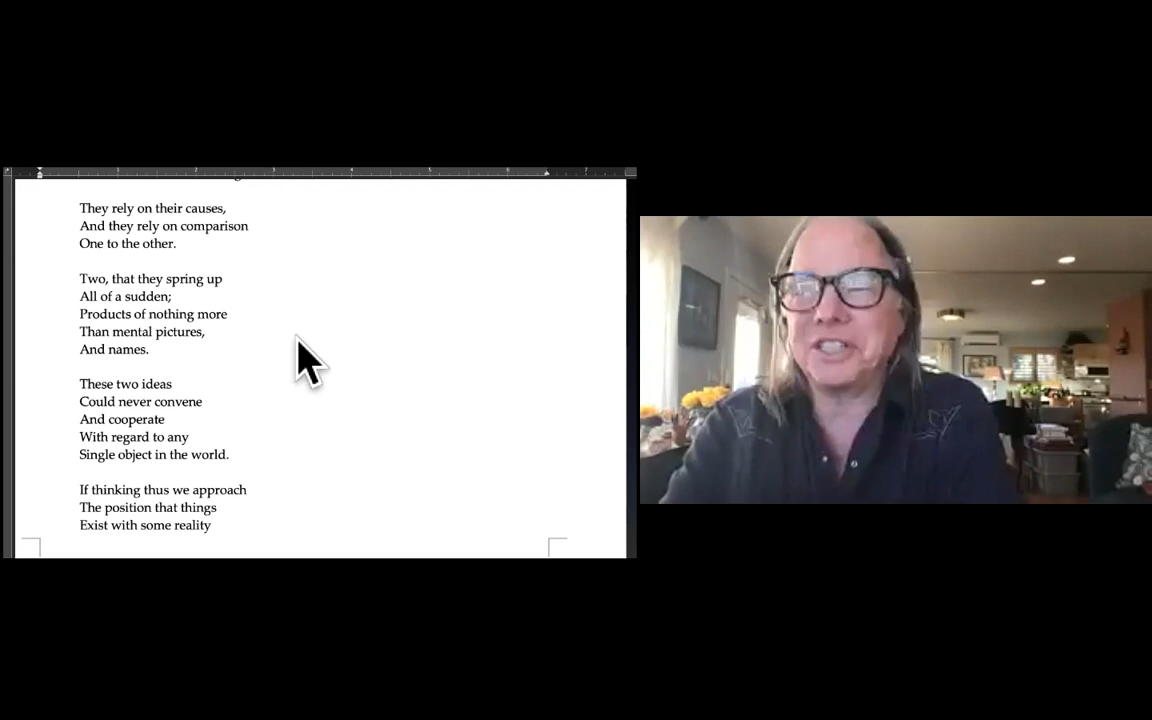 They rely on their causes,
And they rely on comparison
One to the other.
Two, that they spring up
All of a sudden;
Products of nothing more
Than mental pictures,
And names.
These two ideas
Could never convene
And cooperate
With regard to any
Single object in the world.
If thinking thus we approach
The position that things
Exist with some reality